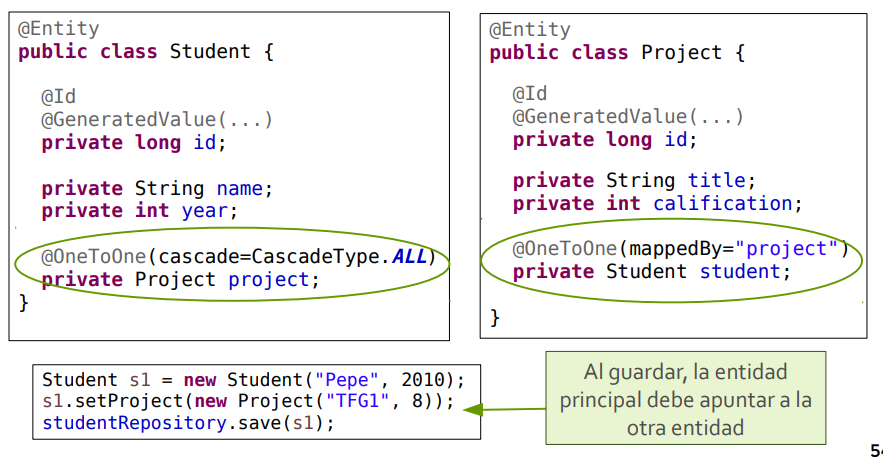 @Entity
public class Student {
@Id
@GeneratedValue(...)
private long id;
private String name;
private int year;
@OneToOne(cascade=CascadeType.ALL)
private Project project;
}
@Entity
public class Project {
@Id
@GeneratedValue(...)
private long id;
private String title;
private int calification;
@OneToOne(mappedBy="project")
private Student student;
}
Student s1 = new Student("Pepe", 2010);
s1.setProject(new Project("TFG1", 8));
studentRepository.save(s1);
Al guardar, la entidad
principal debe apuntar a la
otra entidad